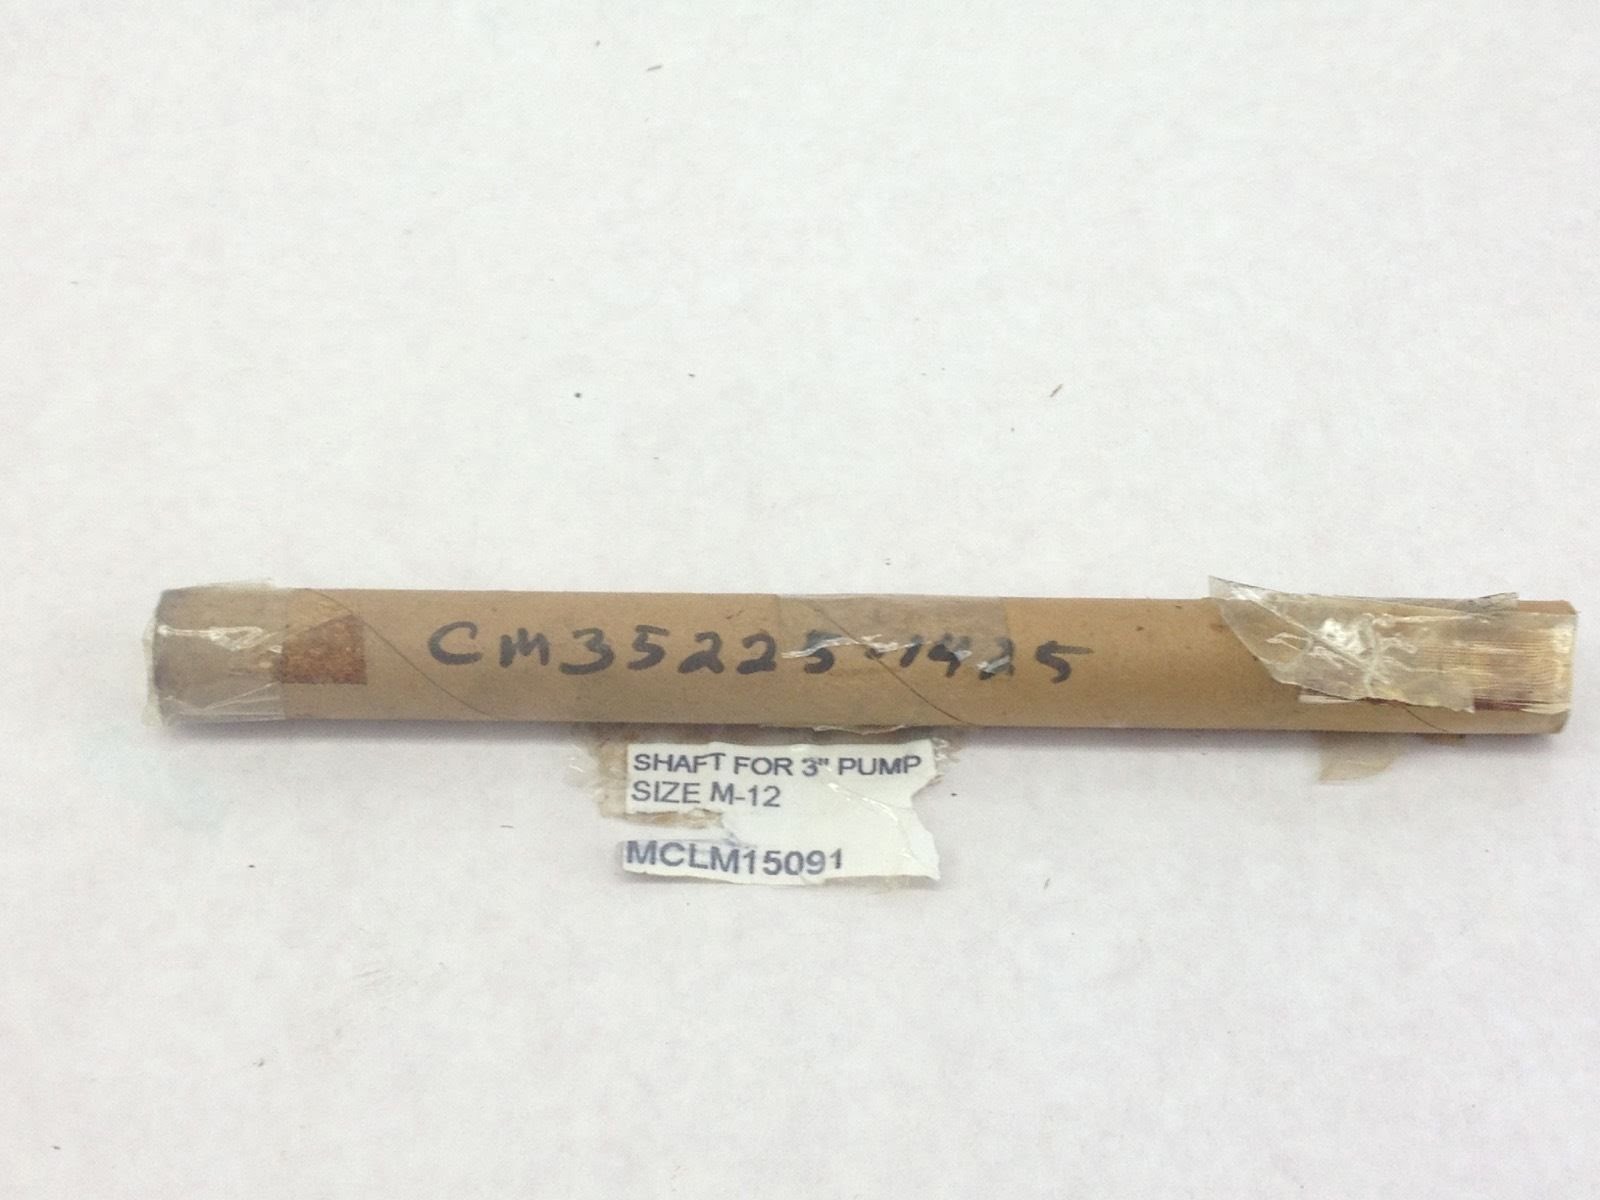 CM35225-1425
SHAFT FOR 3" PUMP
SIZE M-12
MCLM15091